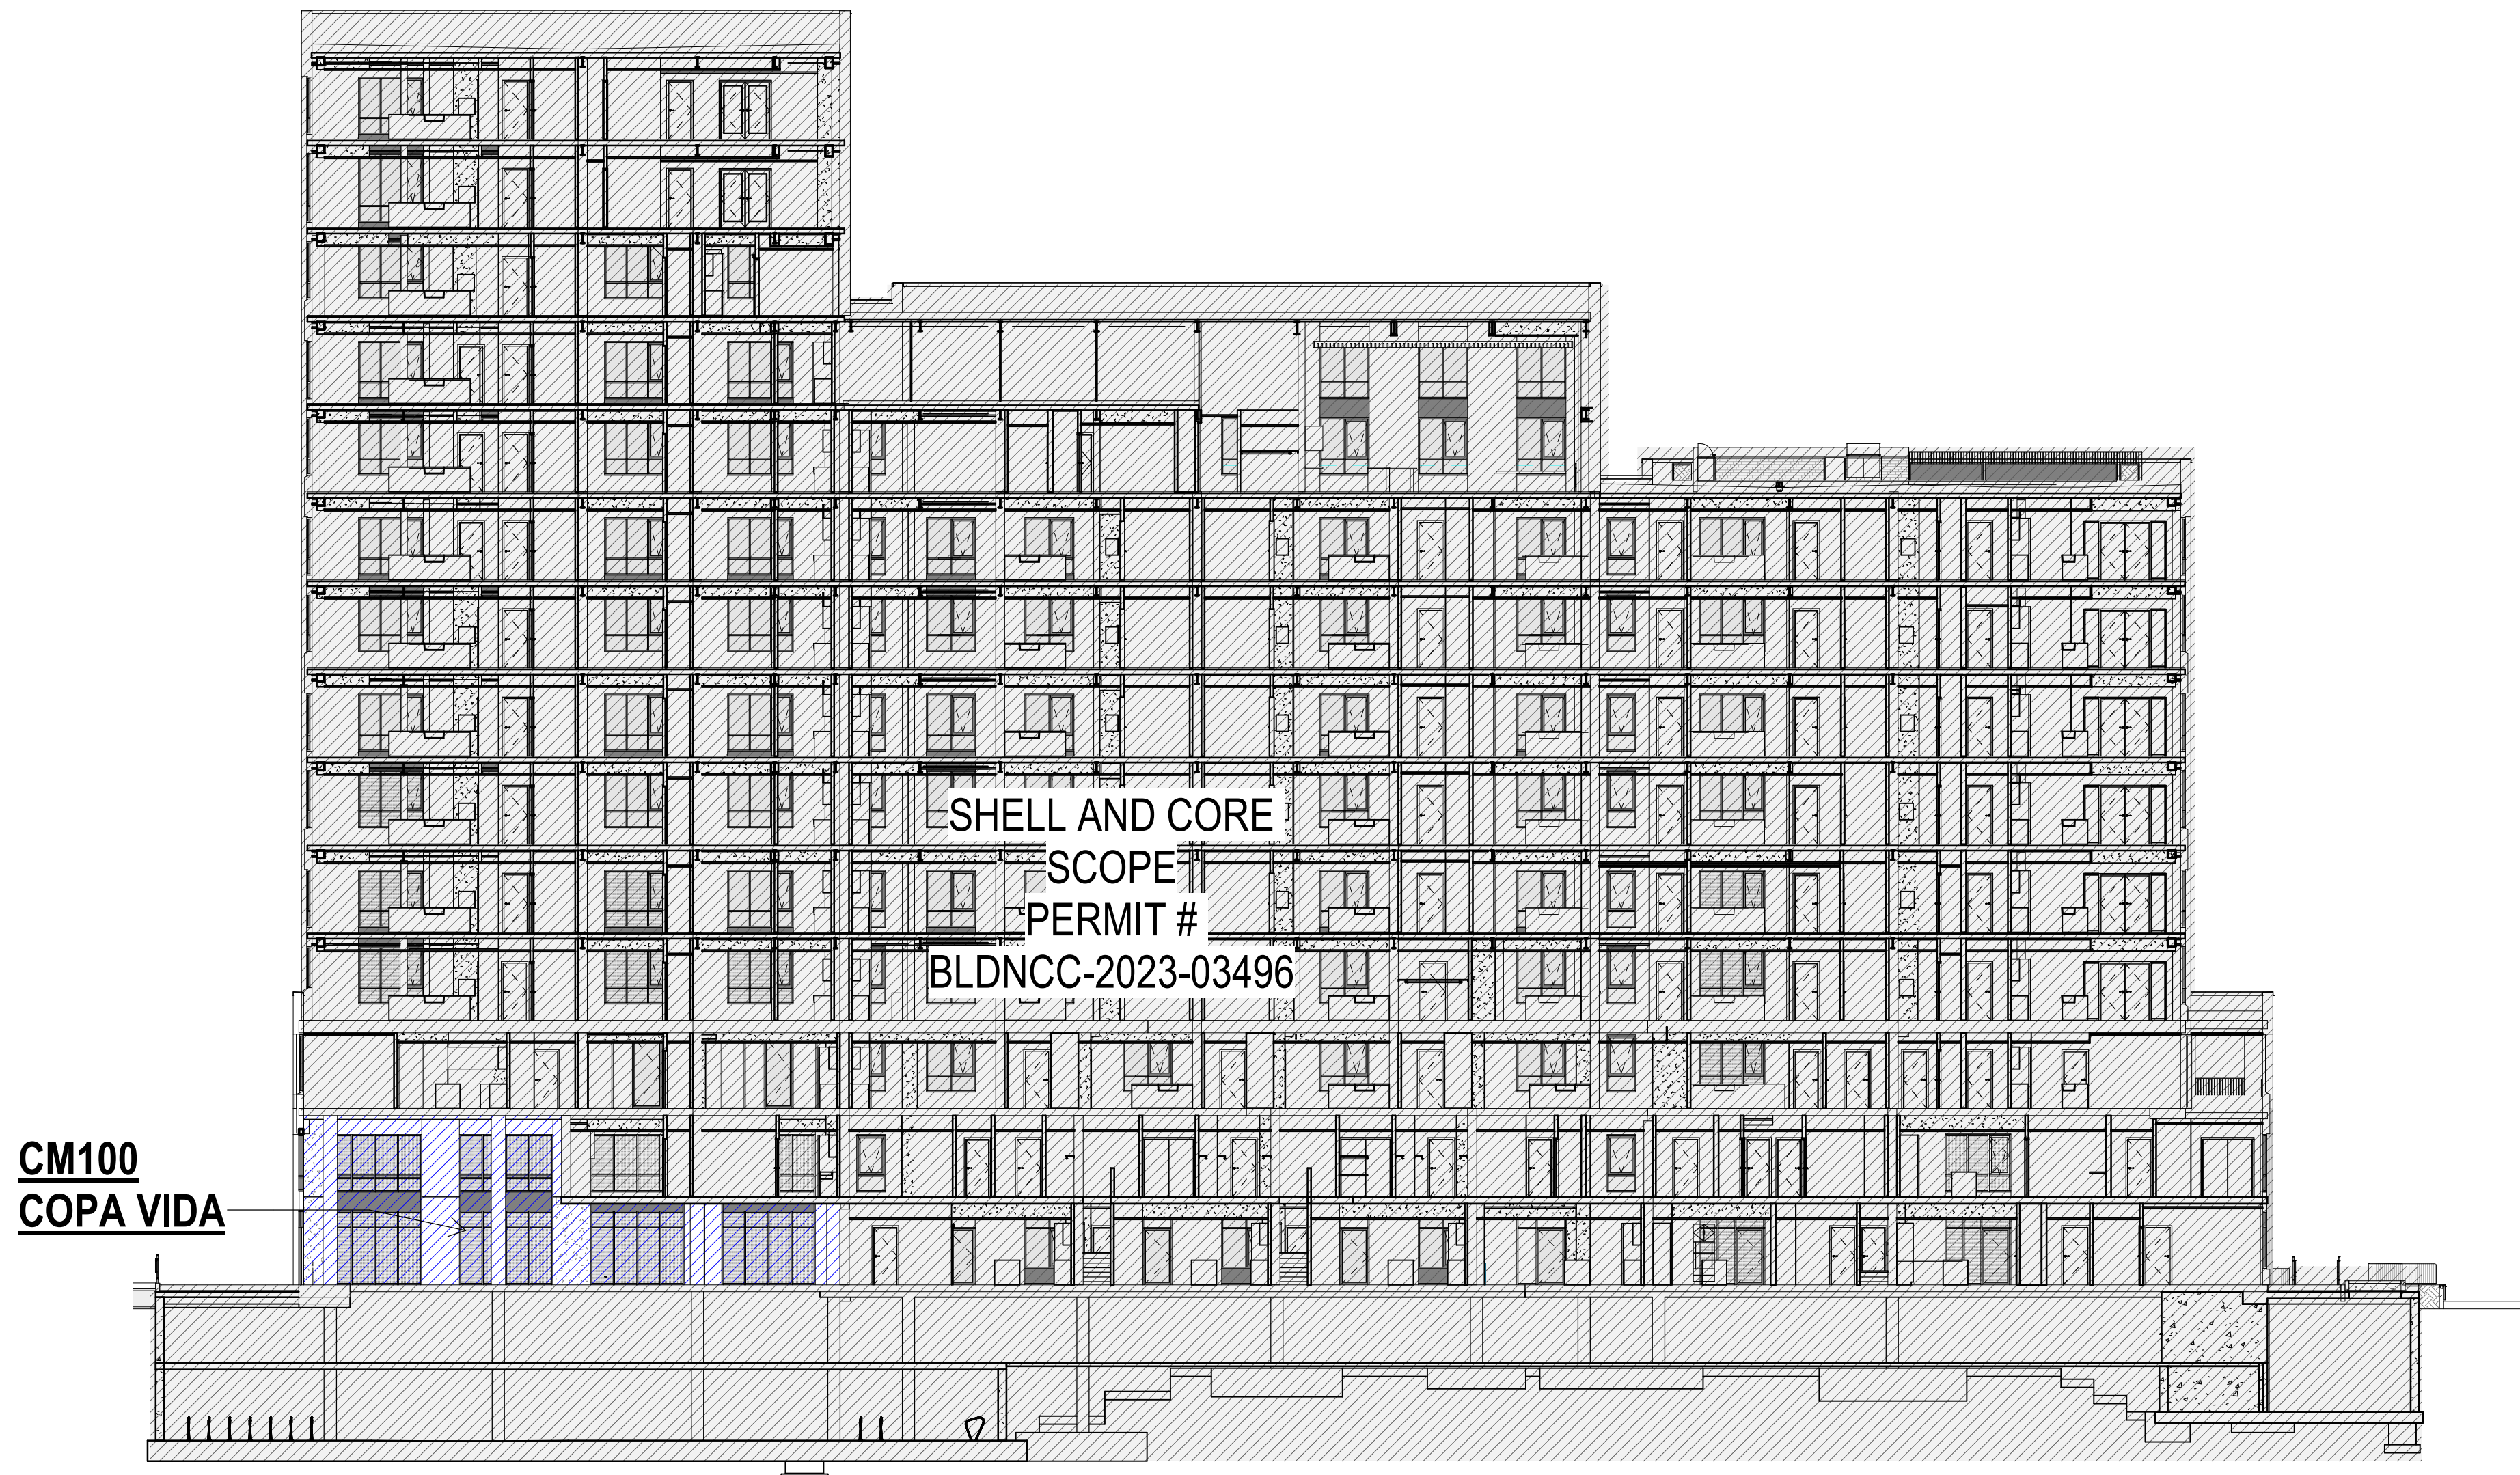 SHELL AND CORE
SCOPE
PERMIT #
BLDNCC-2023-03496
CM100
COPA VIDA